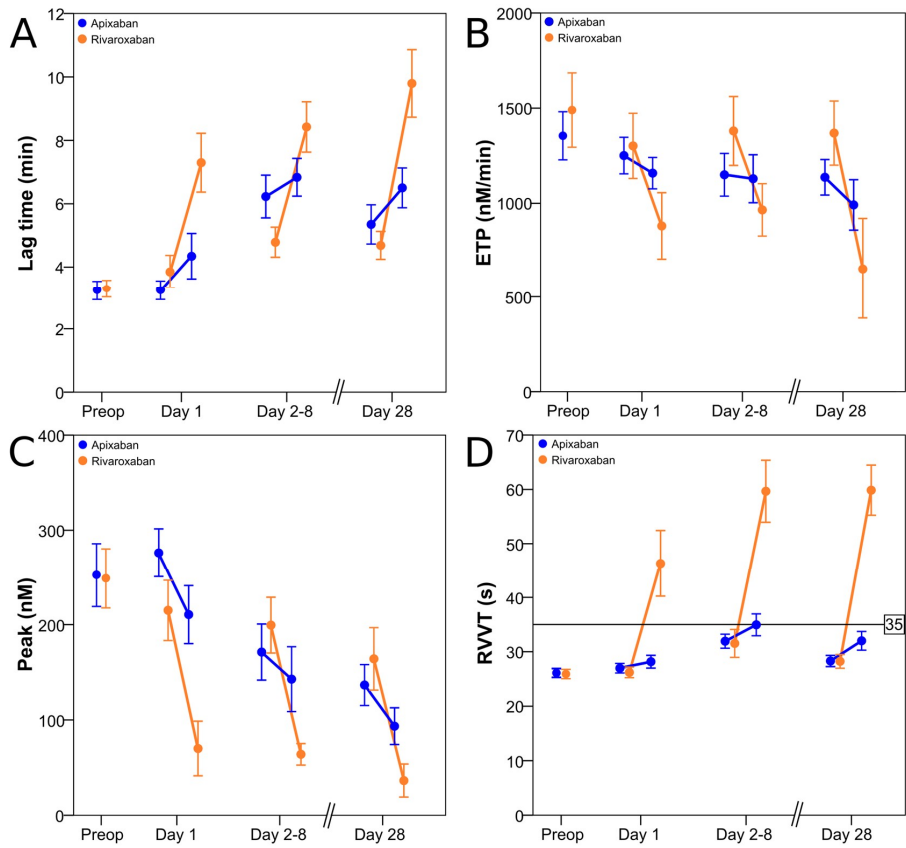 A
Apixaban
Rivaroxaban
Lag time (min)
12
10
8
6
4
2
0
Preop Day 1 Day 2-8 Day 28
B
Apixaban
Rivaroxaban
ETP (nM/min)
2000
1500
1000
500
0
Preop Day 1 Day 2-8 Day 28
C
Apixaban
Rivaroxaban
Peak (nM)
400
300
200
100
0
Preop Day 1 Day 2-8 Day 28
D
Apixaban
Rivaroxaban
RVVT (s)
70
60
50
40
35
30
20
10
0
Preop Day 1 Day 2-8 Day 28